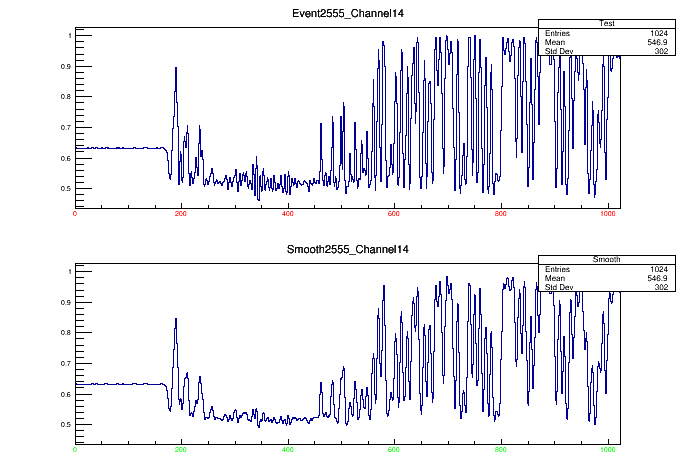 Event2555_Channel14
Test
Entries 1024
Mean 546.9
Std Dev 302
1
0.9
0.8
0.7
0.6
0.5
0 200 400 600 800 1000
Smooth2555_Channel14
Smooth
Entries 1024
Mean 546.9
Std Dev 302
1
0.9
0.8
0.7
0.6
0.5
0 200 400 600 800 1000